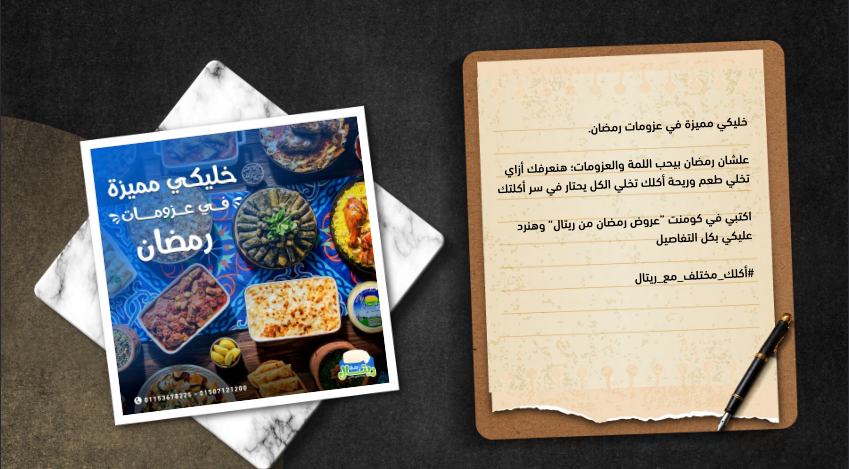 خليكي مميزة
في عزومات
رمضان
ريتال
01153678225 - 01507121200
خليكي مميزة في عزومات رمضان.
علشان رمضان بيحب اللمة والعزومات؛ هنعرفك أزاي
تخلي طعم وريحة أكلك تخلي الكل يحتار في سر أكلتك
اكتبي في كومنت "عروض رمضان من ريتال" وهنرد
عليكي بكل التفاصيل
#أكلك_مختلف_مع_ريتال